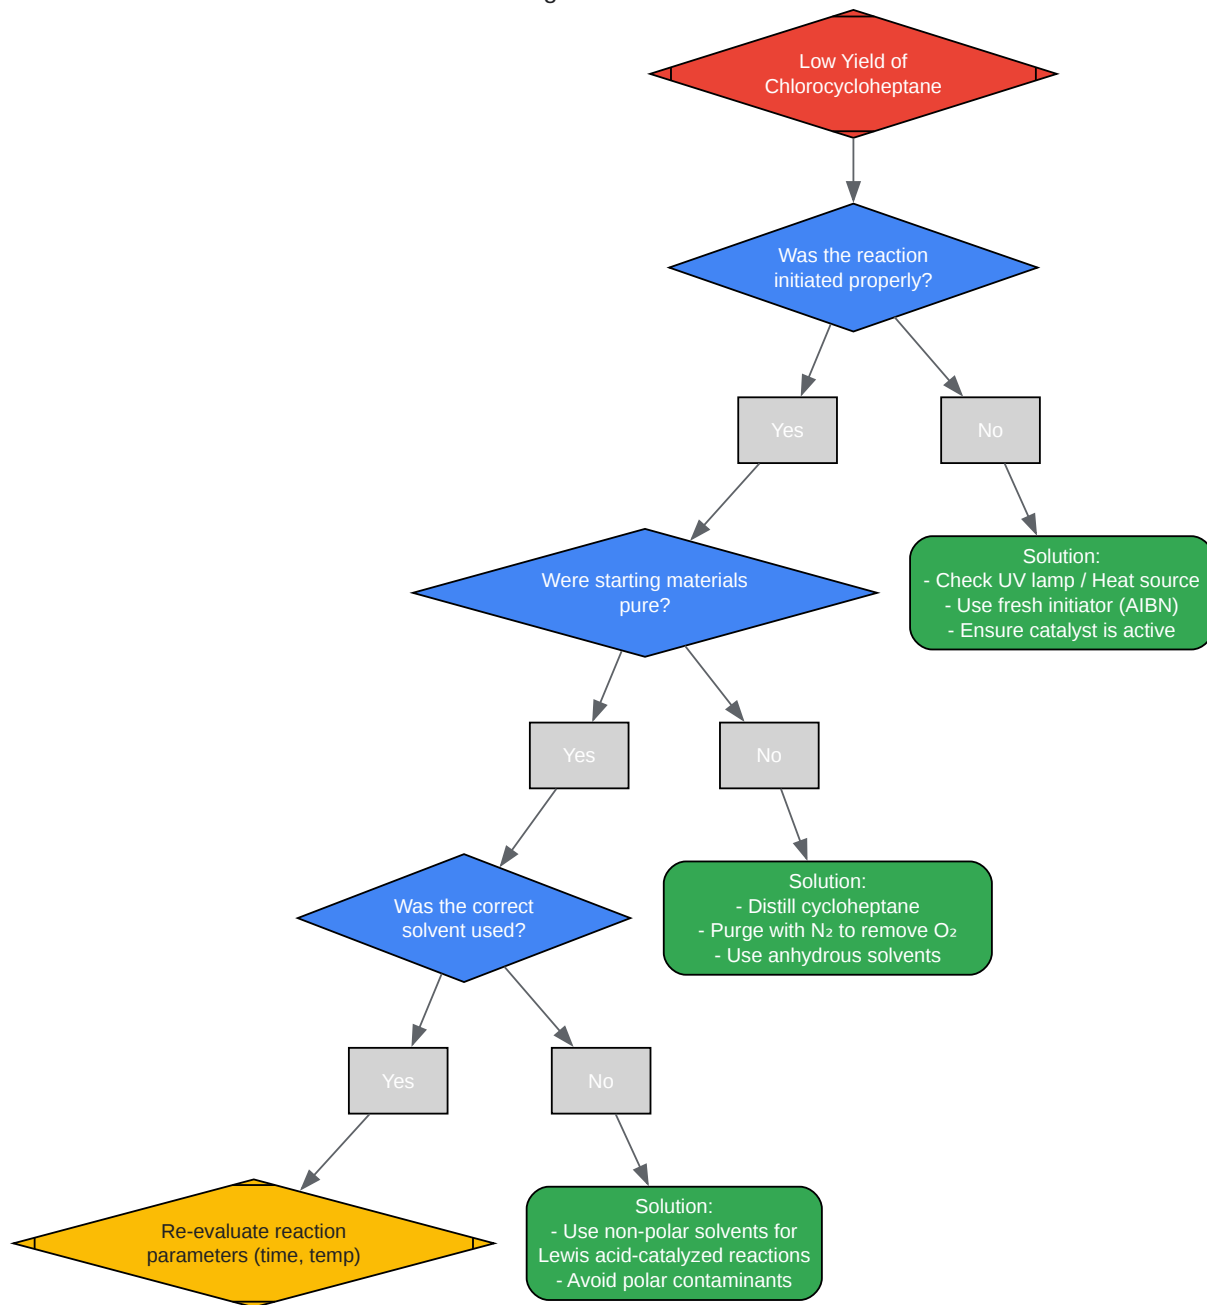 Low Yield of
Chlorocycloheptane
Was the reaction
initiated properly?
Yes
No
Were starting materials
pure?
Solution:
- Check UV lamp / Heat source
- Use fresh initiator (AIBN)
- Ensure catalyst is active
Yes
No
Was the correct
solvent used?
Solution:
- Distill cycloheptane
- Purge with N₂ to remove O₂
- Use anhydrous solvents
Yes
No
Re-evaluate reaction
parameters (time, temp)
Solution:
- Use non-polar solvents for
Lewis acid-catalyzed reactions
- Avoid polar contaminants